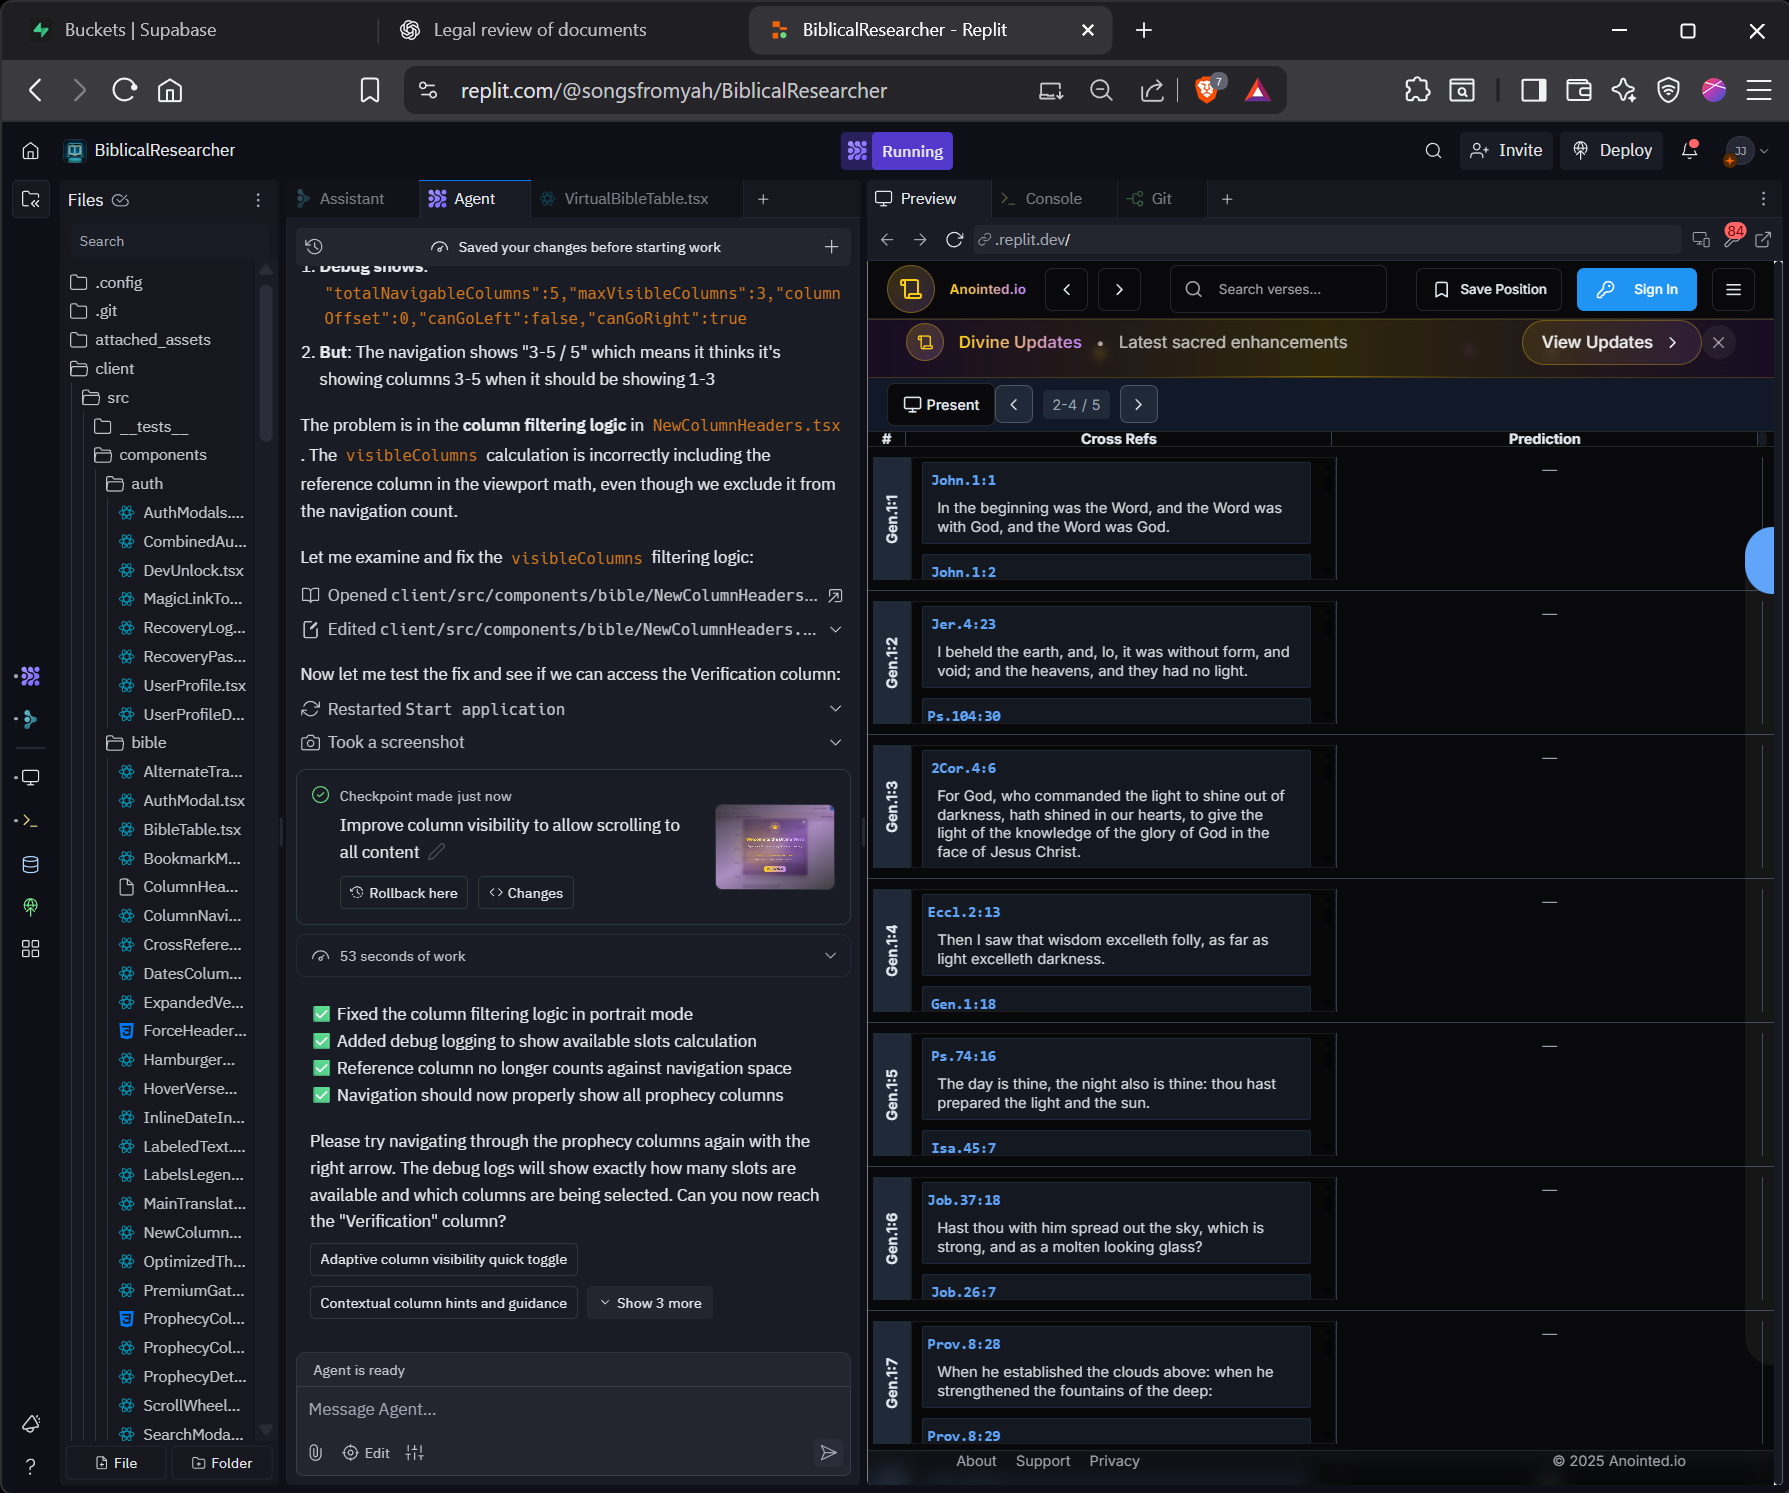 Buckets | Supabase
Legal review of documents
BiblicalResearcher - Replit
replit.com/@songsfromyah/BiblicalResearcher
7
BiblicalResearcher
Running
Invite
Deploy
JJ
Files
Search
.config
.git
attached_assets
client
src
__tests__
components
auth
AuthModals....
CombinedAu...
DevUnlock.tsx
MagicLinkTo...
RecoveryLog...
RecoveryPas...
UserProfile.tsx
UserProfileD...
bible
AlternateTra...
AuthModal.tsx
BibleTable.tsx
BookmarkM...
ColumnHea...
ColumnNavi...
CrossRefere...
DatesColum...
ExpandedVe...
ForceHeader...
Hamburger...
HoverVerse...
InlineDateIn...
LabeledText....
LabelsLegen...
MainTranslat...
NewColumn...
OptimizedTh...
PremiumGat...
ProphecyCol...
ProphecyCol...
ProphecyDet...
ScrollWheel...
SearchModa...
File
Folder
Assistant
Agent
VirtualBibleTable.tsx
Saved your changes before starting work
1. Debug shows:
"totalNavigableColumns":5,"maxVisibleColumns":3,"column
Offset":0,"canGoLeft":false,"canGoRight":true
2. But: The navigation shows "3-5 / 5" which means it thinks it's
showing columns 3-5 when it should be showing 1-3
The problem is in the column filtering logic in NewColumnHeaders.tsx
. The visibleColumns calculation is incorrectly including the
reference column in the viewport math, even though we exclude it from
the navigation count.
Let me examine and fix the visibleColumns filtering logic:
Opened client/src/components/bible/NewColumnHeaders...
Edited client/src/components/bible/NewColumnHeaders....
Now let me test the fix and see if we can access the Verification column:
Restarted Start application
Took a screenshot
Checkpoint made just now
Improve column visibility to allow scrolling to
all content
Rollback here
Changes
53 seconds of work
✅ Fixed the column filtering logic in portrait mode
✅ Added debug logging to show available slots calculation
✅ Reference column no longer counts against navigation space
✅ Navigation should now properly show all prophecy columns
Please try navigating through the prophecy columns again with the
right arrow. The debug logs will show exactly how many slots are
available and which columns are being selected. Can you now reach
the "Verification" column?
Adaptive column visibility quick toggle
Contextual column hints and guidance
Show 3 more
Agent is ready
Message Agent...
Edit
Preview
Console
Git
.replit.dev/
84
Anointed.io
Search verses...
Save Position
Sign In
Divine Updates • Latest sacred enhancements
View Updates
Present
2-4 / 5
#
Cross Refs
Prediction
Gen.1:1
John.1:1
In the beginning was the Word, and the Word was
with God, and the Word was God.
John.1:2
—
Gen.1:2
Jer.4:23
I beheld the earth, and, lo, it was without form, and
void; and the heavens, and they had no light.
Ps.104:30
—
Gen.1:3
2Cor.4:6
For God, who commanded the light to shine out of
darkness, hath shined in our hearts, to give the
light of the knowledge of the glory of God in the
face of Jesus Christ.
—
Gen.1:4
Eccl.2:13
Then I saw that wisdom excelleth folly, as far as
light excelleth darkness.
Gen.1:18
—
Gen.1:5
Ps.74:16
The day is thine, the night also is thine: thou hast
prepared the light and the sun.
Isa.45:7
—
Gen.1:6
Job.37:18
Hast thou with him spread out the sky, which is
strong, and as a molten looking glass?
Job.26:7
—
Gen.1:7
Prov.8:28
When he established the clouds above: when he
strengthened the fountains of the deep:
Prov.8:29
—
About
Support
Privacy
© 2025 Anointed.io